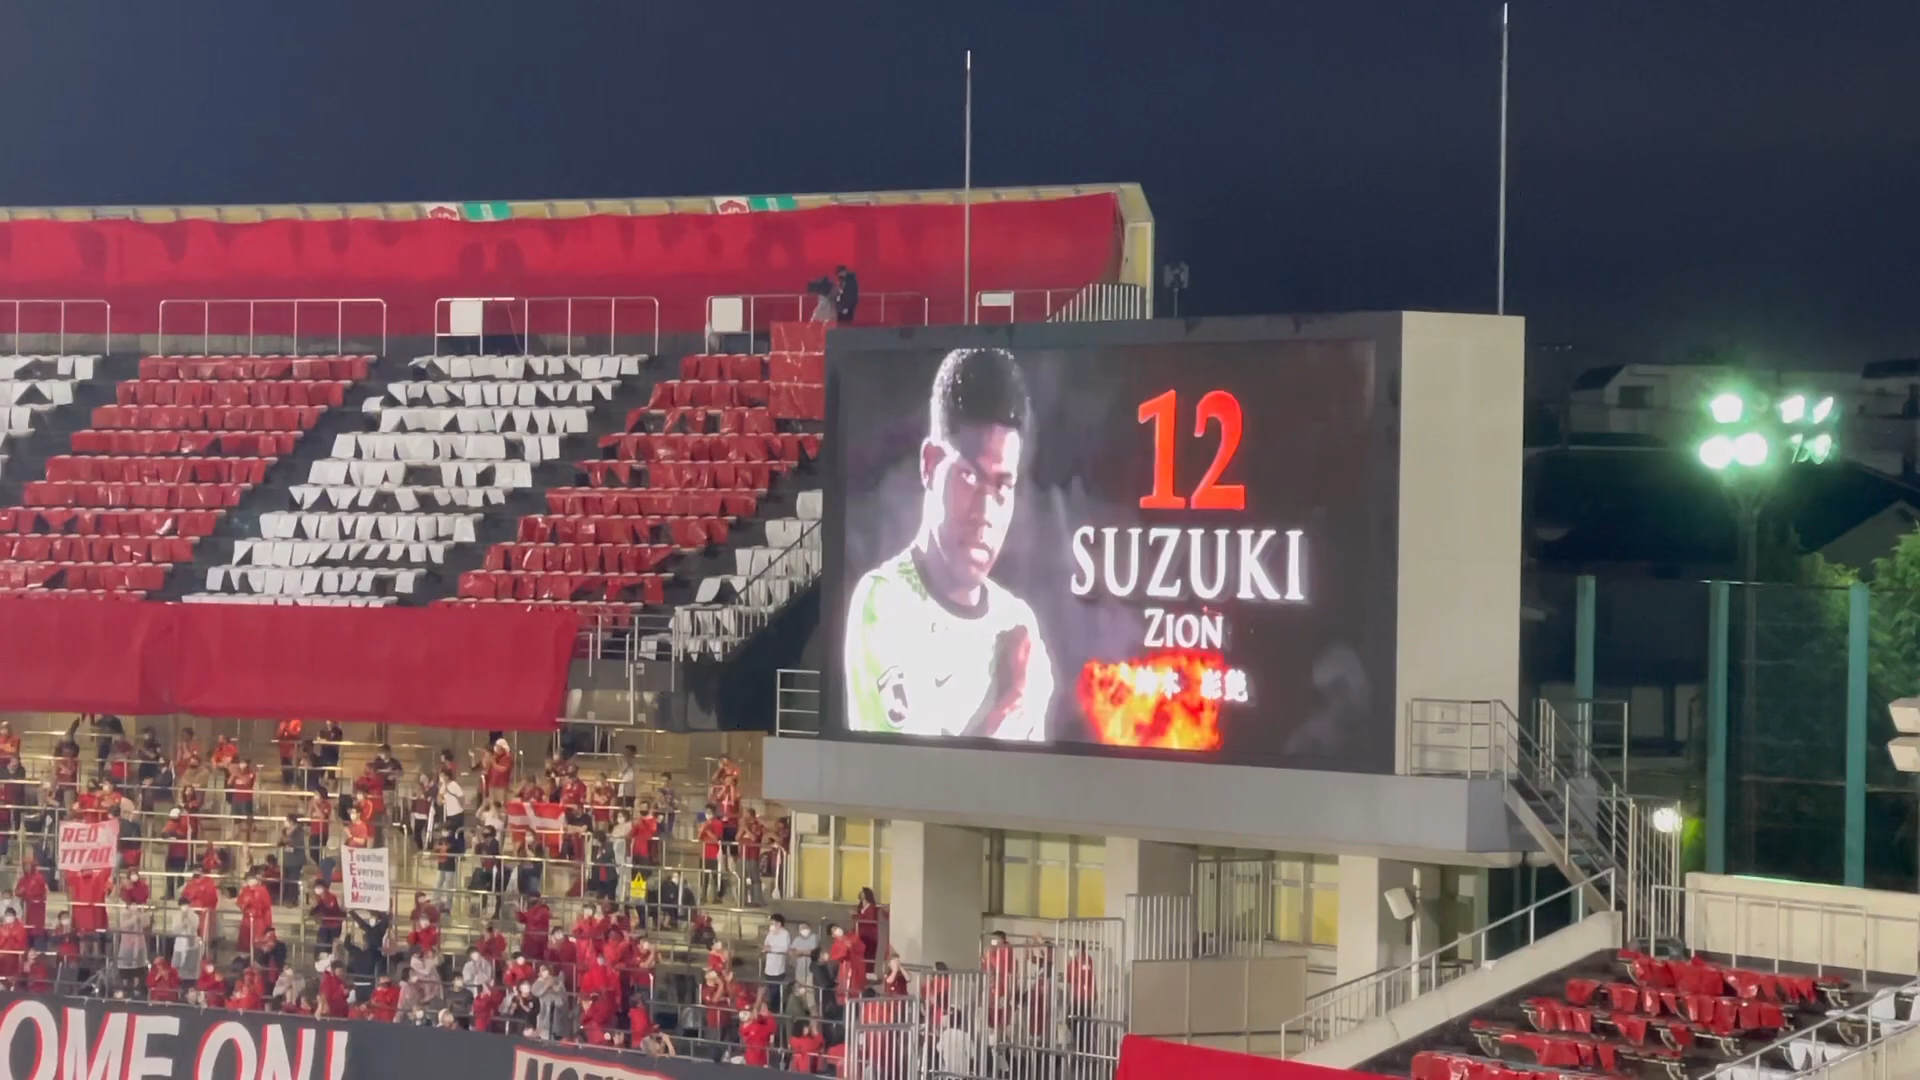 12
SUZUKI
ZION
鈴木 彩艶
RED
TITAN
Together
Everyone
Achieves
More
OME ON!